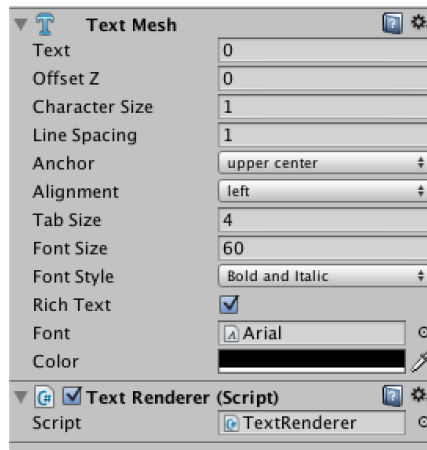 Text Mesh
Text 0
Offset Z 0
Character Size 1
Line Spacing 1
Anchor upper center
Alignment left
Tab Size 4
Font Size 60
Font Style Bold and Italic
Rich Text
Font Arial
Color
Text Renderer (Script)
Script TextRenderer